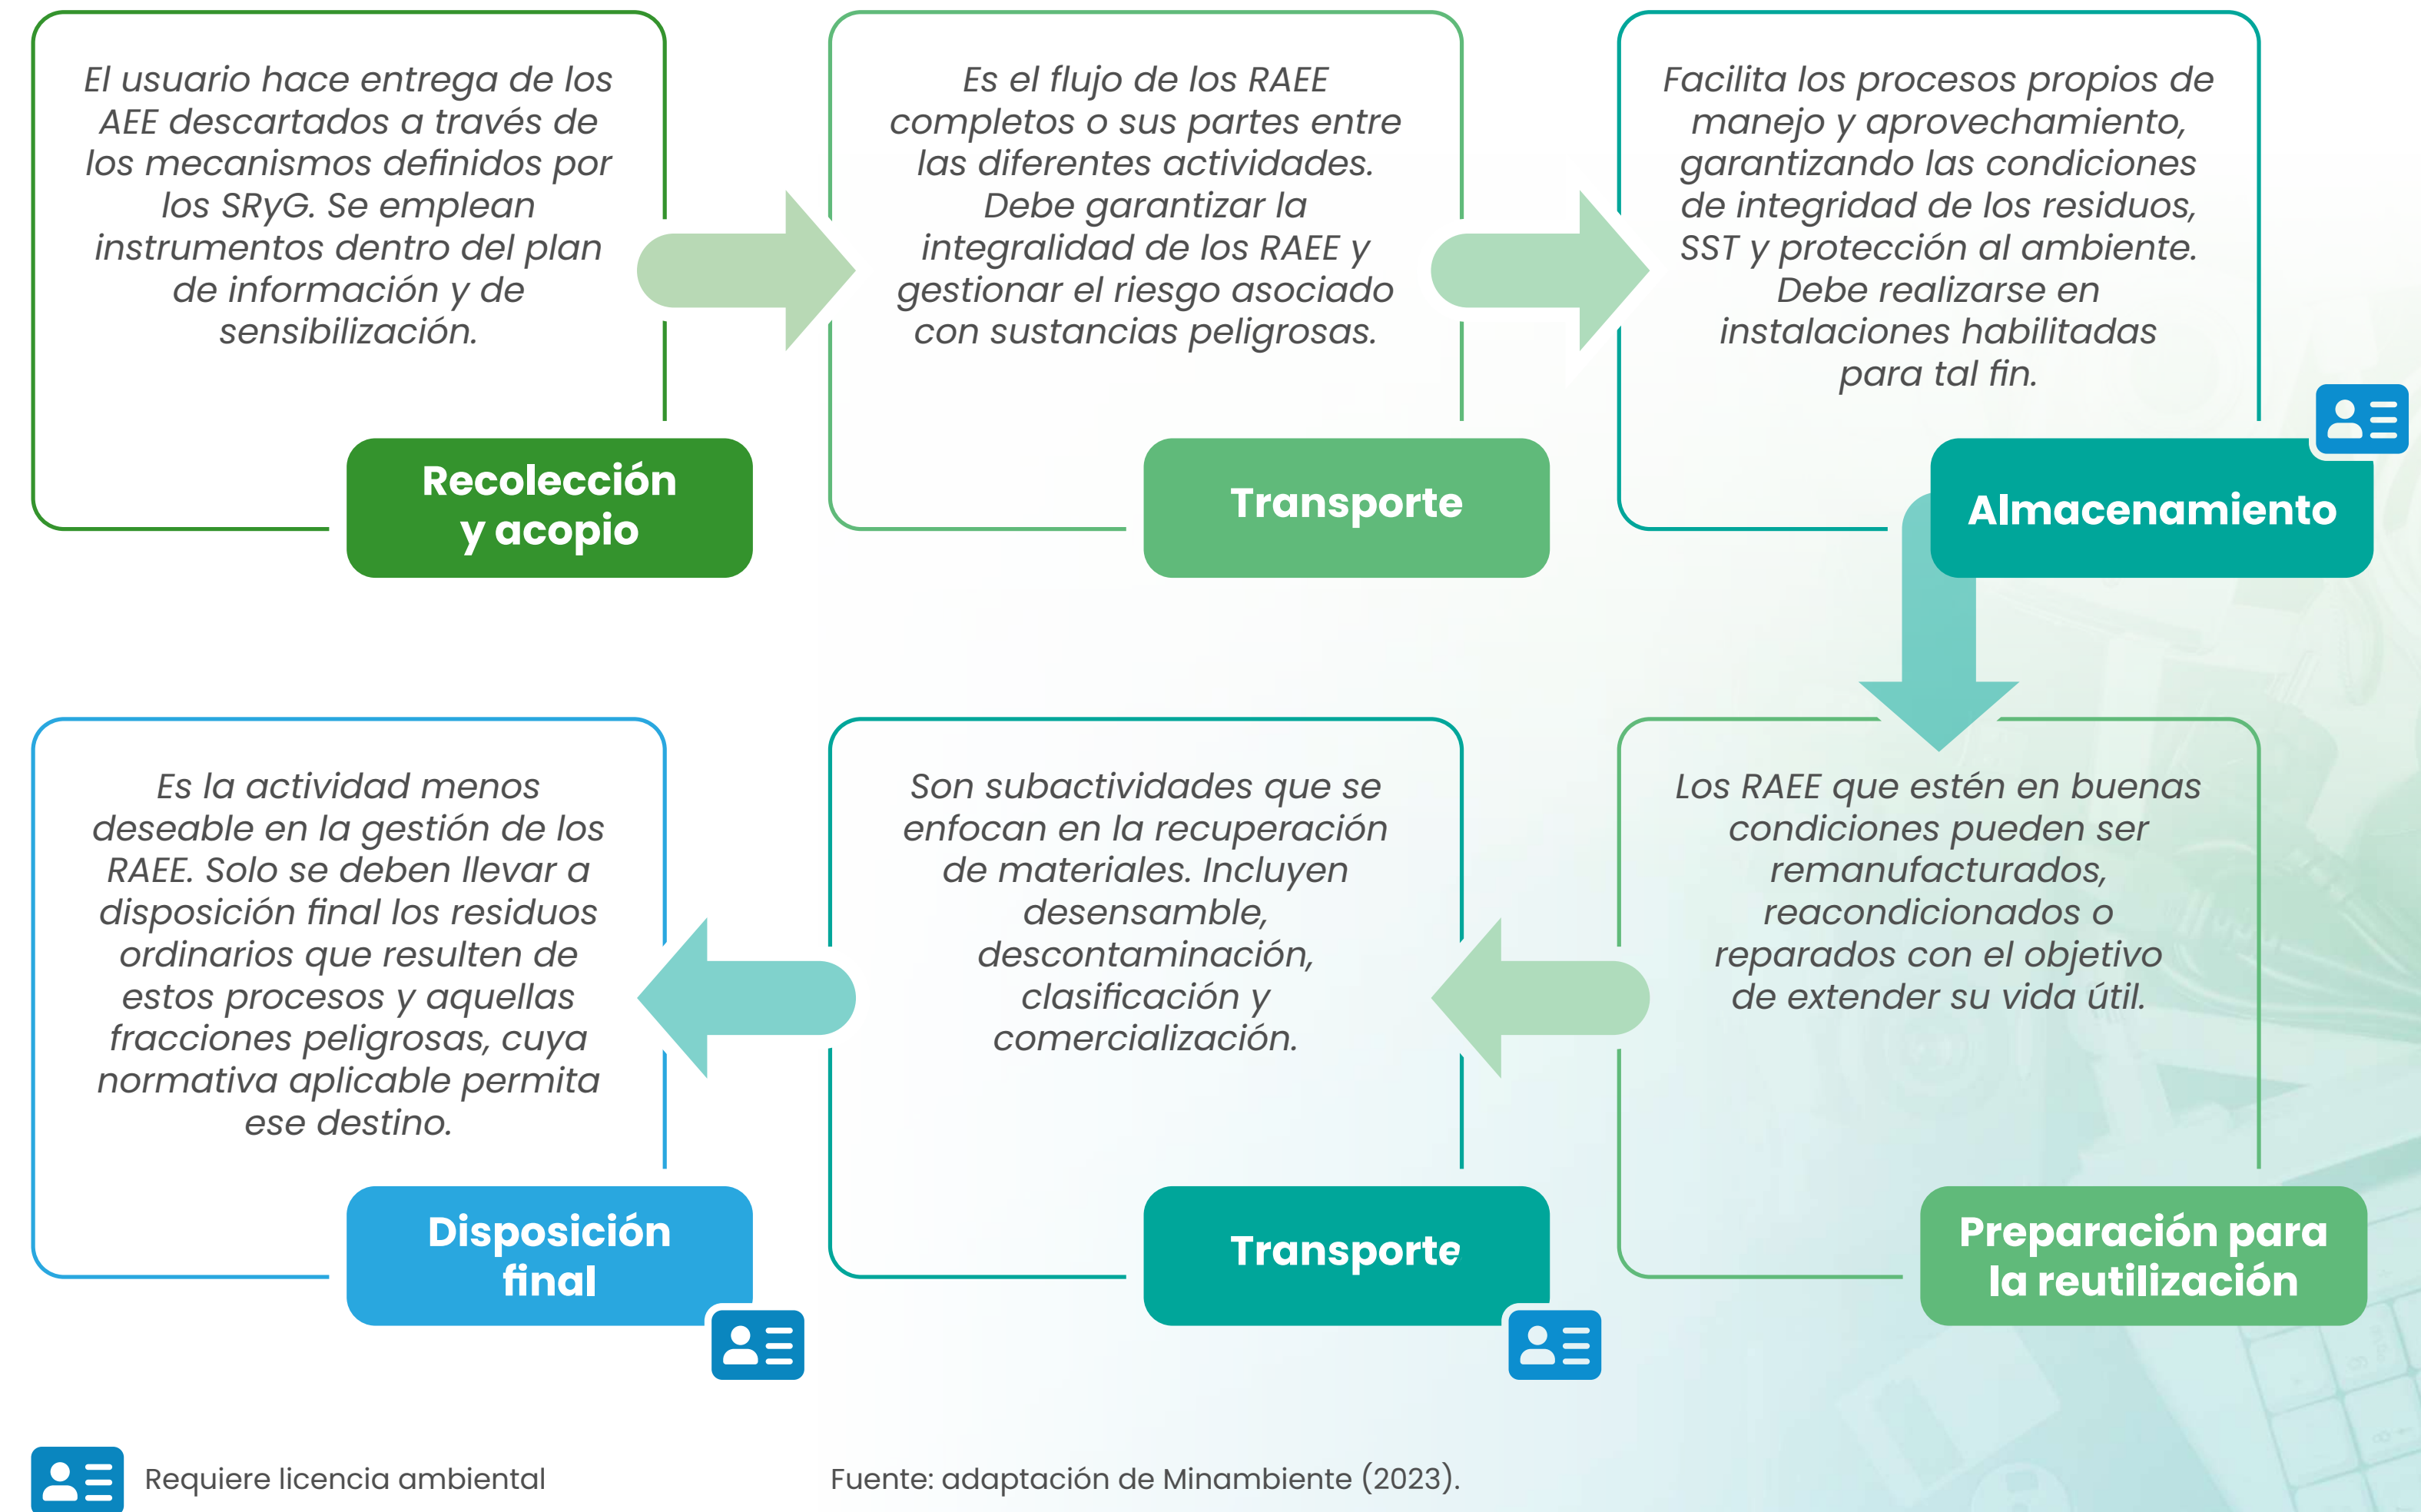 El usuario hace entrega de los
AEE descartados a través de
los mecanismos definidos por
los SRyG. Se emplean
instrumentos dentro del plan
de información y de
sensibilización.
Recolección
y acopio
Es el flujo de los RAEE
completos o sus partes entre
las diferentes actividades.
Debe garantizar la
integralidad de los RAEE y
gestionar el riesgo asociado
con sustancias peligrosas.
Transporte
Facilita los procesos propios de
manejo y aprovechamiento,
garantizando las condiciones
de integridad de los residuos,
SST y protección al ambiente.
Debe realizarse en
instalaciones habilitadas
para tal fin.
Almacenamiento
Los RAEE que estén en buenas
condiciones pueden ser
remanufacturados,
reacondicionados o
reparados con el objetivo
de extender su vida útil.
Preparación para
la reutilización
Son subactividades que se
enfocan en la recuperación
de materiales. Incluyen
desensamble,
descontaminación,
clasificación y
comercialización.
Transporte
Es la actividad menos
deseable en la gestión de los
RAEE. Solo se deben llevar a
disposición final los residuos
ordinarios que resulten de
estos procesos y aquellas
fracciones peligrosas, cuya
normativa aplicable permita
ese destino.
Disposición
final
Requiere licencia ambiental
Fuente: adaptación de Minambiente (2023).